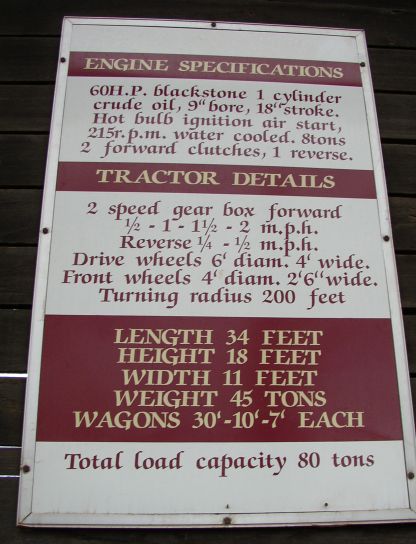 ENGINE SPECIFICATIONS
60H.P. blackstone 1 cylinder
crude oil, 9" bore, 18" stroke.
Hot bulb ignition air start,
215r.p.m. water cooled. 8tons
2 forward clutches, 1 reverse.
TRACTOR DETAILS
2 speed gear box forward
½ - 1 - 1½ - 2 m.p.h.
Reverse ¼ - ½ m.p.h.
Drive wheels 6' diam. 4' wide.
Front wheels 4' diam. 2'6" wide.
Turning radius 200 feet
LENGTH 34 FEET
HEIGHT 18 FEET
WIDTH 11 FEET
WEIGHT 45 TONS
WAGONS 30'-10'-7' EACH
Total load capacity 80 tons